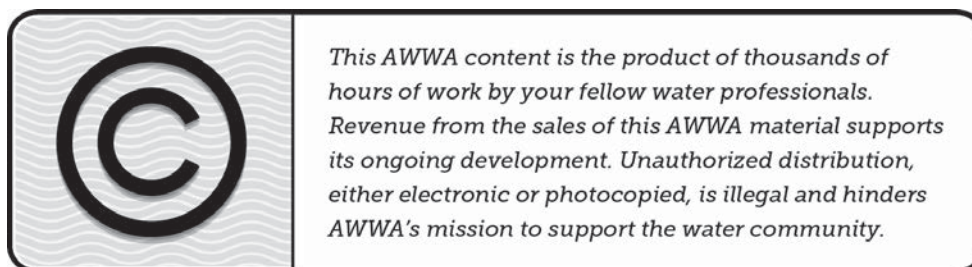 This AWWA content is the product of thousands of
hours of work by your fellow water professionals.
Revenue from the sales of this AWWA material supports
its ongoing development. Unauthorized distribution,
either electronic or photocopied, is illegal and hinders
AWWA’s mission to support the water community.